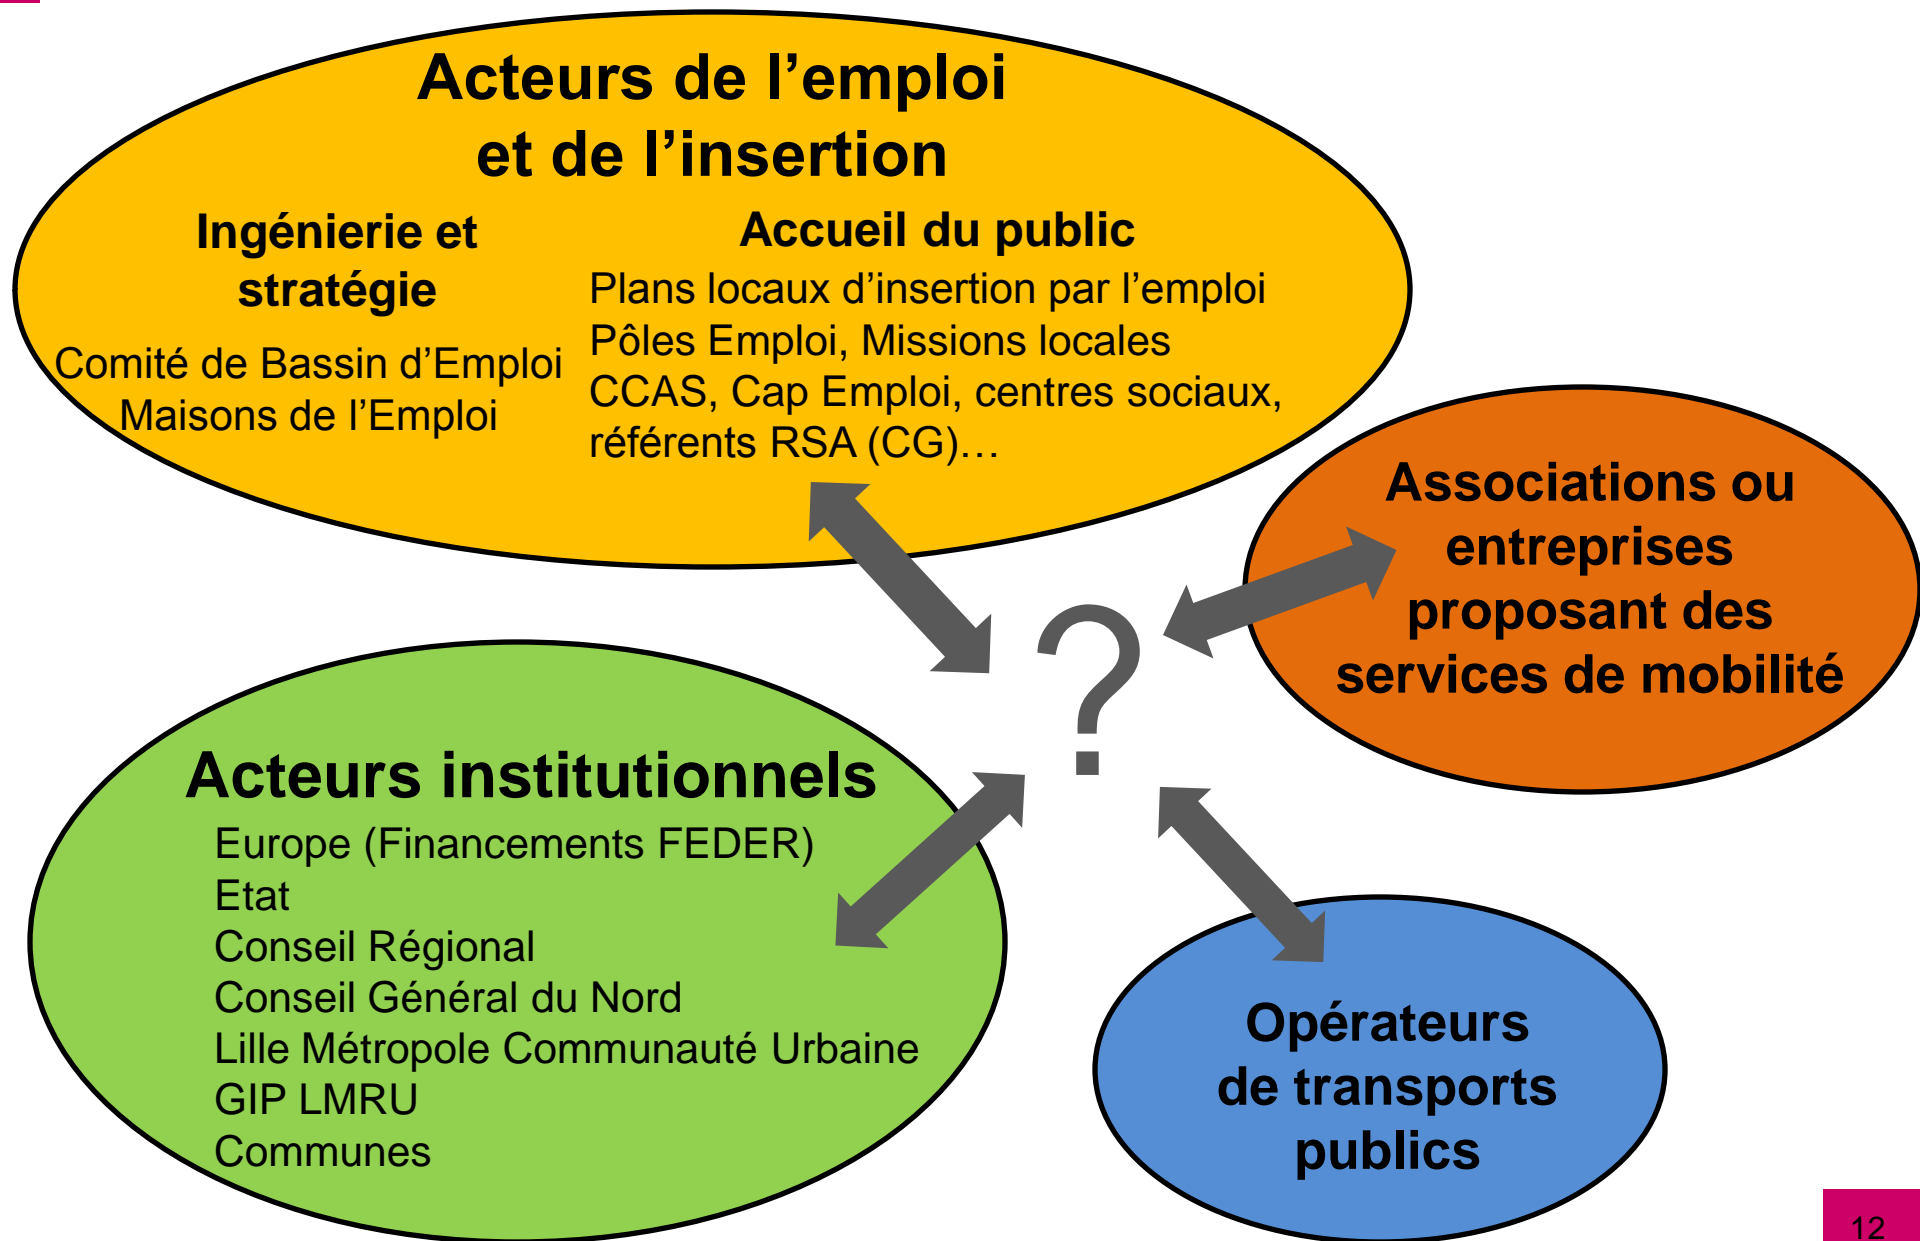 Acteurs de l’emploi
et de l’insertion
Ingénierie et
stratégie
Comité de Bassin d’Emploi
Maisons de l’Emploi
Accueil du public
Plans locaux d’insertion par l’emploi
Pôles Emploi, Missions locales
CCAS, Cap Emploi, centres sociaux,
référents RSA (CG)…
Associations ou
entreprises
proposant des
services de mobilité
?
Acteurs institutionnels
Europe (Financements FEDER)
Etat
Conseil Régional
Conseil Général du Nord
Lille Métropole Communauté Urbaine
GIP LMRU
Communes
Opérateurs
de transports
publics
12